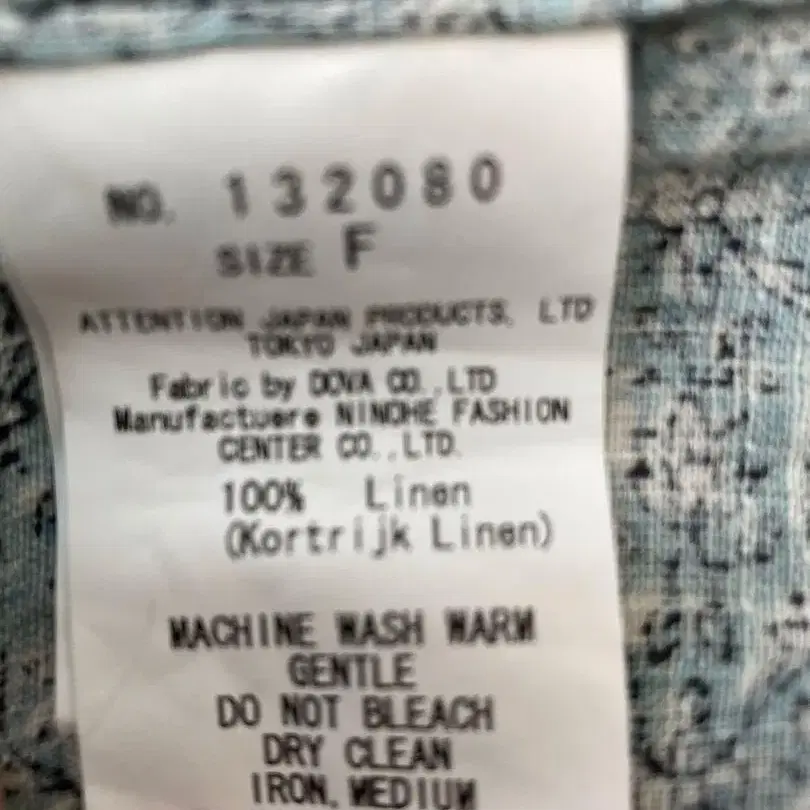 NO. 132080
SIZE F
ATTENTION JAPAN PRODUCTS, LTD
TOKYO JAPAN
Fabric by DOVA CO.,LTD
Manufactuere NINOHE FASHION
CENTER CO.,LTD.
100% Linen
(Kortrijk Linen)
MACHINE WASH WARM
GENTLE
DO NOT BLEACH
DRY CLEAN
IRON, MEDIUM